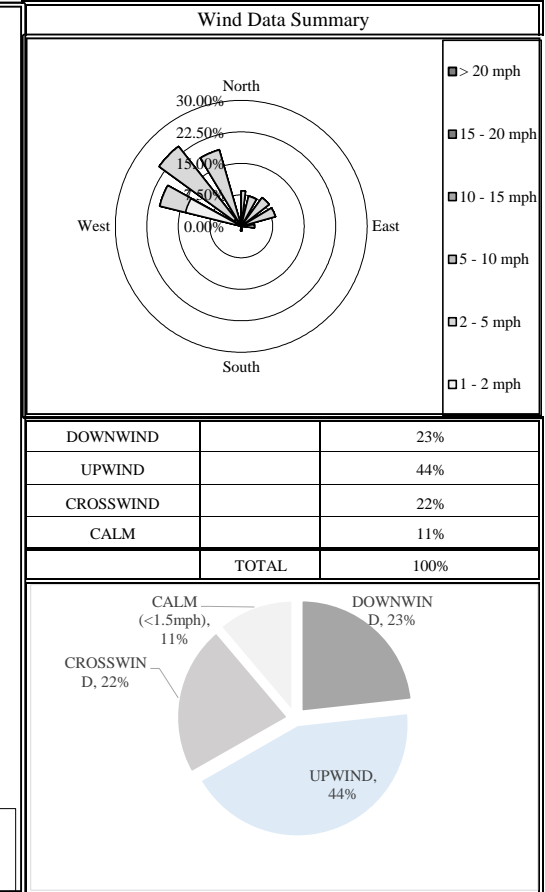 Wind Data Summary
North
30.00%
22.50%
15.00%
7.50%
0.00%
West
East
South
> 20 mph
15 - 20 mph
10 - 15 mph
5 - 10 mph
2 - 5 mph
1 - 2 mph
DOWNWIND 23%
UPWIND 44%
CROSSWIND 22%
CALM 11%
TOTAL 100%
CALM
(<1.5mph),
11%
DOWNWIN
D, 23%
CROSSWIN
D, 22%
UPWIND,
44%